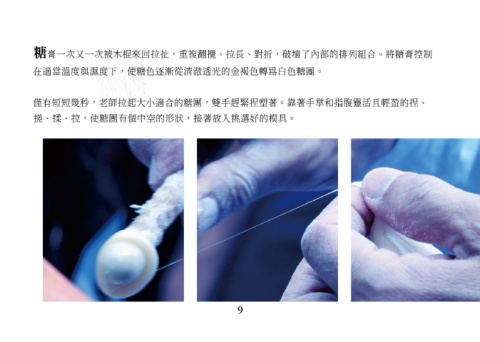 糖膏一次又一次被木棍來回拉扯，重複翻攪、拉長、對折，破壞了內部的排列組合。將糖膏控制
在適當溫度與濕度下，使糖色逐漸從清澈透光的金褐色轉爲白色糖團。
僅有短短幾秒，老師拉起大小適合的糖團，雙手趕緊捏塑著。靠著手掌和指腹靈活且輕盈的捏、
搓、揉、拉，使糖團有個中空的形狀，接著放入挑選好的模具。
9